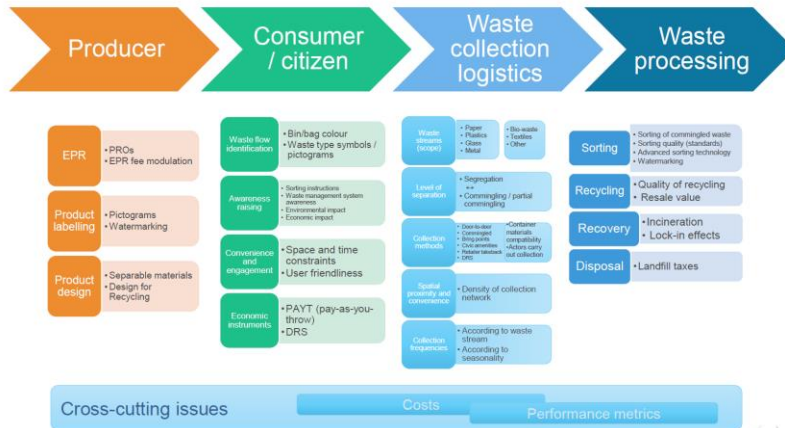 Producer
Consumer
/ citizen
Waste
collection
logistics
Waste
processing
EPR
• PROs
• EPR fee modulation
Product
labelling
• Pictograms
• Watermarking
Product
design
• Separable materials
• Design for
Recycling
Waste flow
identification
• Bin/bag colour
• Waste type symbols /
pictograms
Awareness
raising
• Sorting instructions
• Waste management system
awareness
• Environmental impact
• Economic impact
Convenience
and
engagement
• Space and time
constraints
• User friendliness
Economic
instruments
• PAYT (pay-as-you-
throw)
• DRS
Waste
streams
(scope)
• Paper
• Plastics
• Glass
• Metal
• Bio-waste
• Textiles
• Other
Level of
separation
• Segregation
↔
• Commingling / partial
commingling
Collection
methods
• Door-to-door
• Commingled
• Bring points
• Civic amenities
• Retailer takeback
• DRS
• Container
materials
compatibility
• Actors carry
out collection
Spatial
proximity and
convenience
• Density of collection
network
Collection
frequencies
• According to waste
stream
• According to
seasonality
Sorting
• Sorting of commingled waste
• Sorting quality (standards)
• Advanced sorting technology
• Watermarking
Recycling
• Quality of recycling
• Resale value
Recovery
• Incineration
• Lock-in effects
Disposal
• Landfill taxes
Cross-cutting issues
Costs
Performance metrics